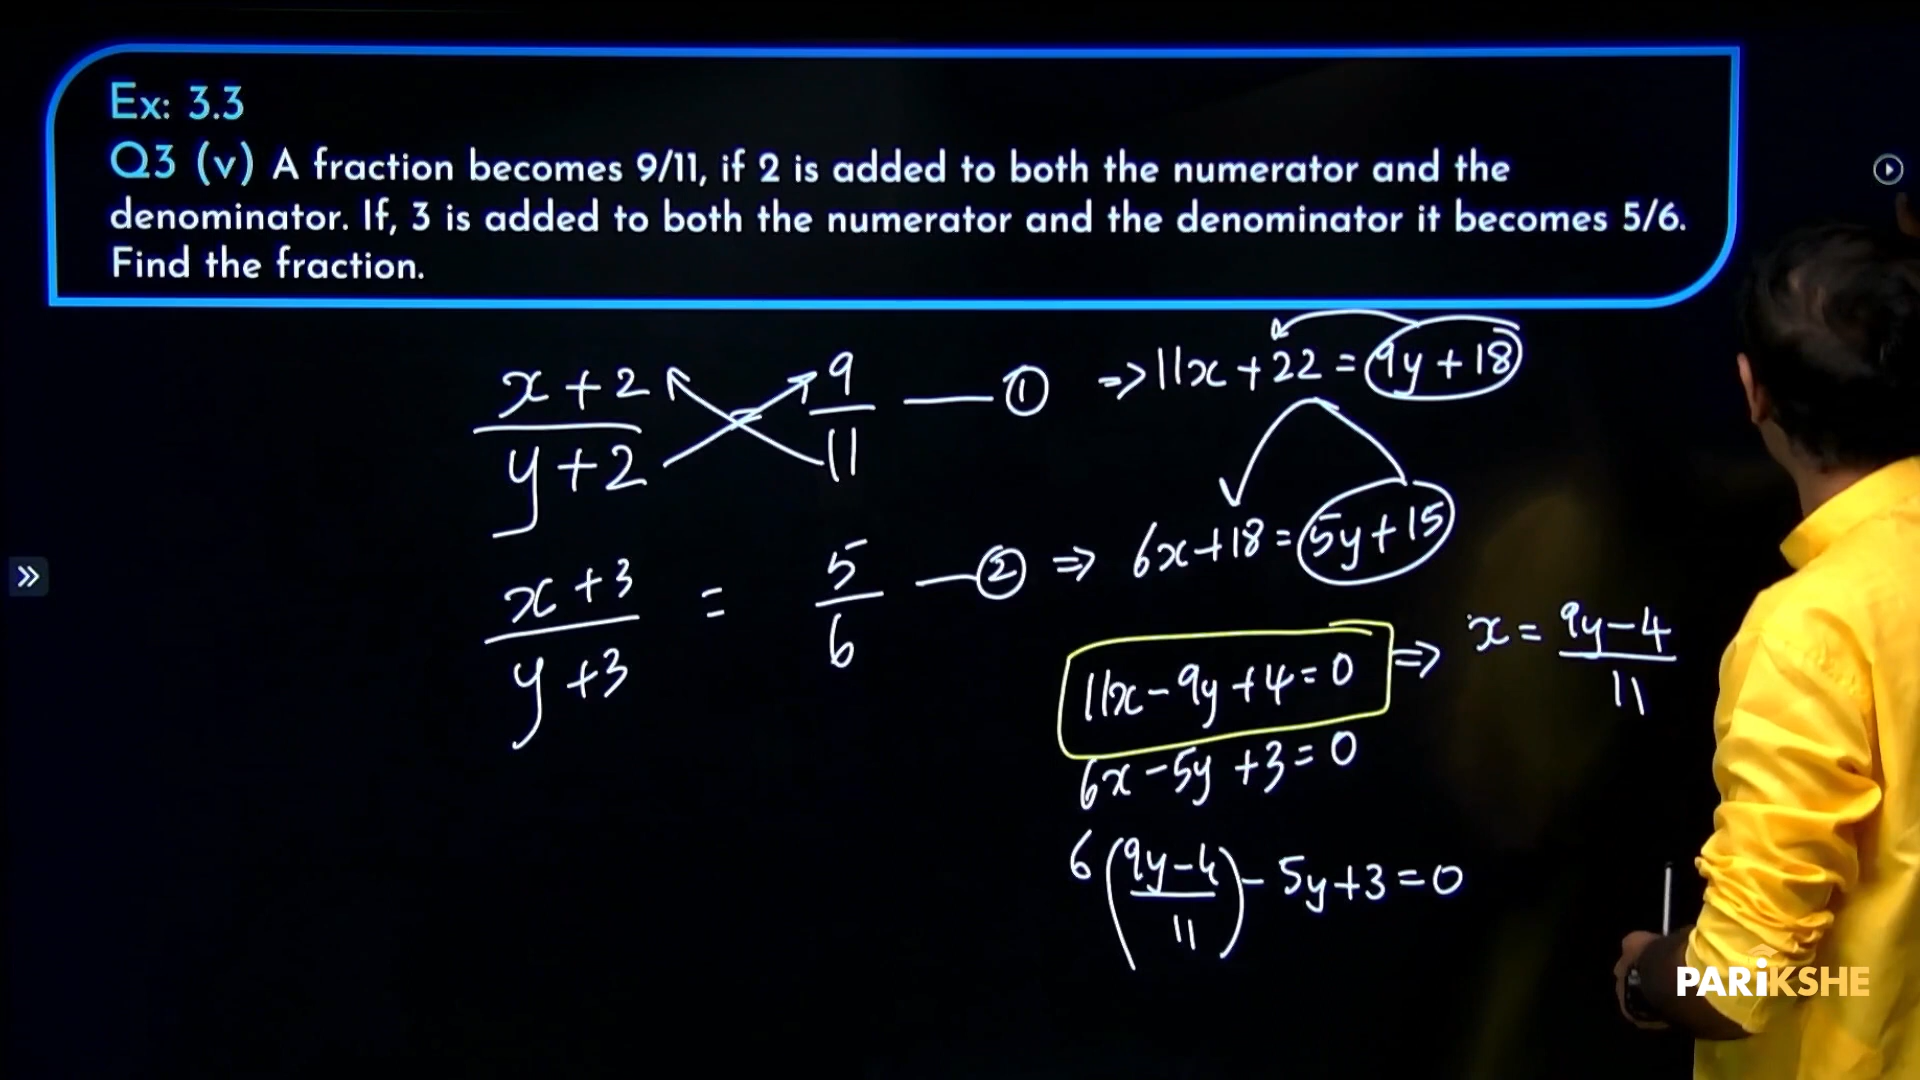 Ex: 3.3
Q3 (v) A fraction becomes 9/11, if 2 is added to both the numerator and the
denominator. If, 3 is added to both the numerator and the denominator it becomes 5/6.
Find the fraction.
x+2 9
y+2 11
— ①
⇒ 11x+22=9y+18
x+3 = 5
y+3 6
— ②
⇒ 6x+18=5y+15
11x-9y+4=0 ⇒ x = 9y-4
11
6x-5y+3=0
6(9y-4)-5y+3=0
11
PARiKSHE